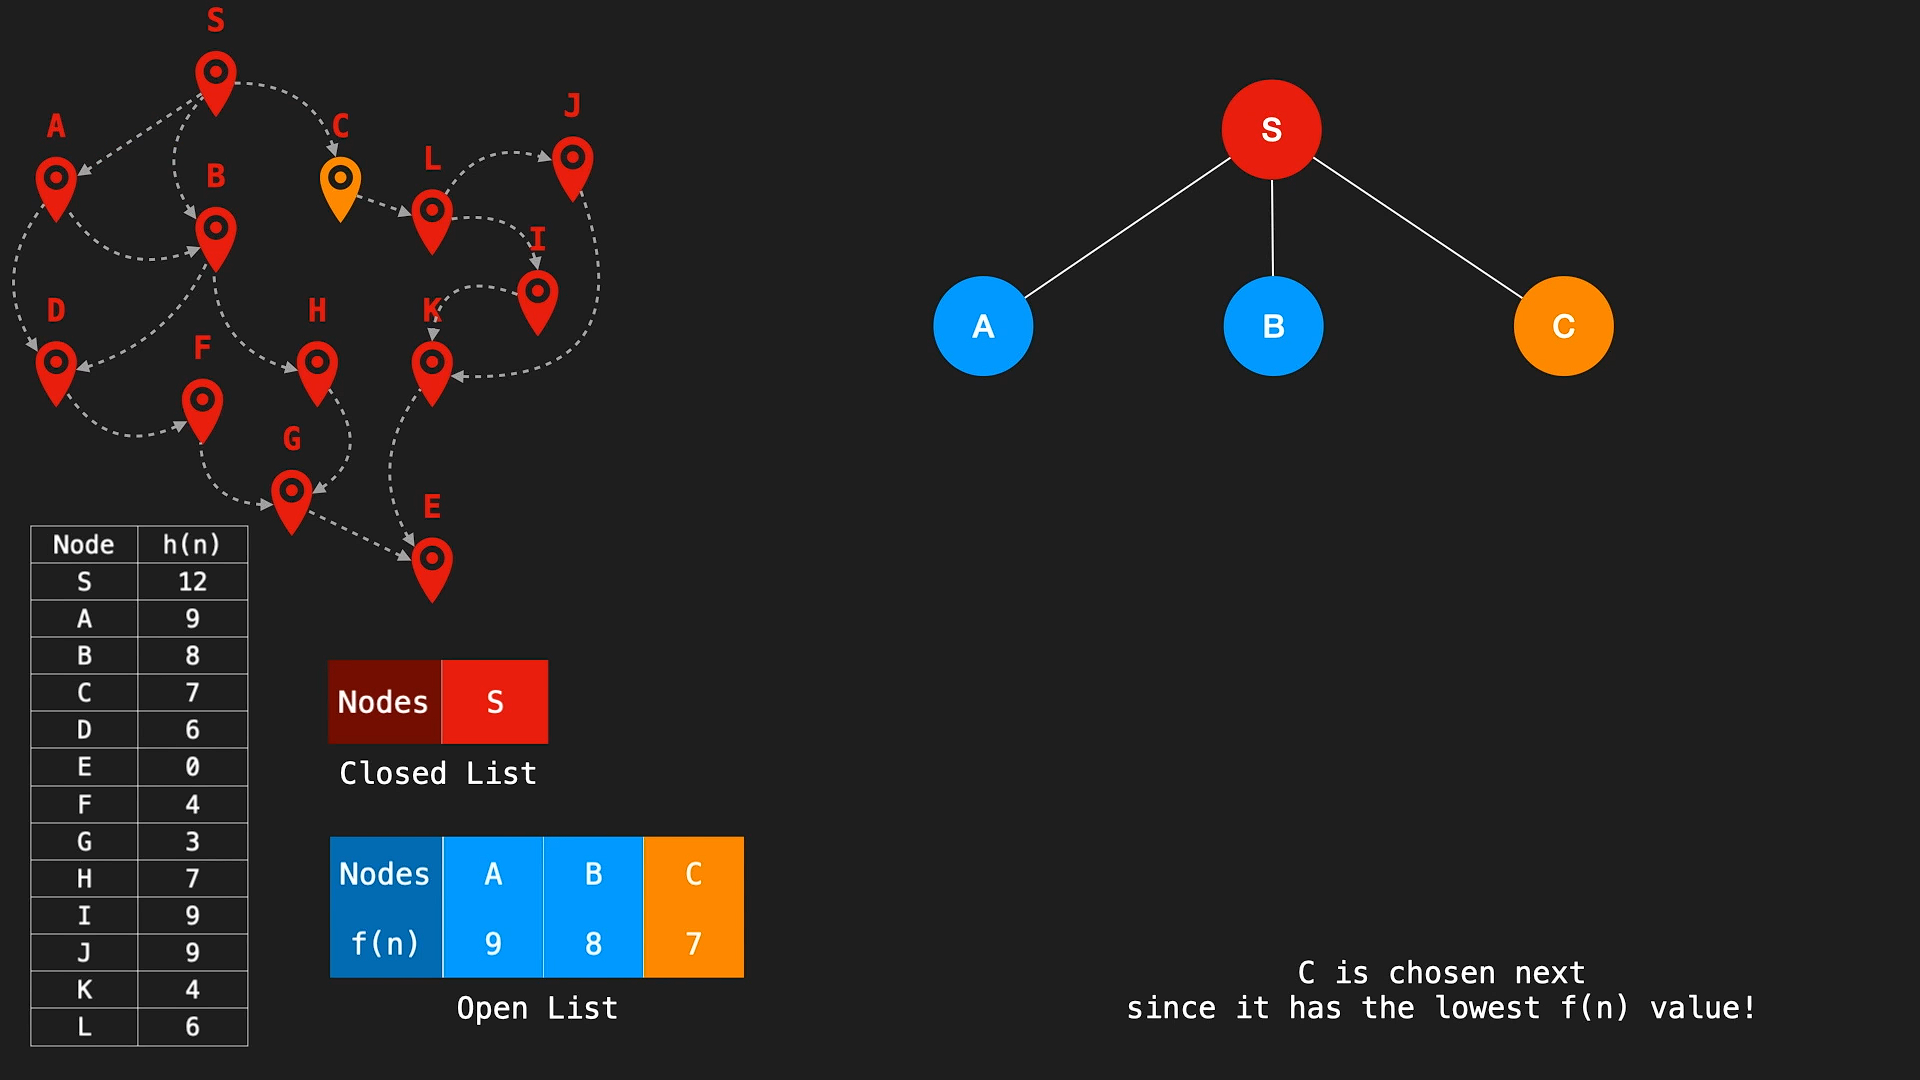 S
A
C
J
L
B
I
D
H
K
F
G
E
Node h(n)
S 12
A 9
B 8
C 7
D 6
E 0
F 4
G 3
H 7
I 9
J 9
K 4
L 6
Nodes S
Closed List
Nodes A B C
f(n) 9 8 7
Open List
S
A B C
C is chosen next
since it has the lowest f(n) value!